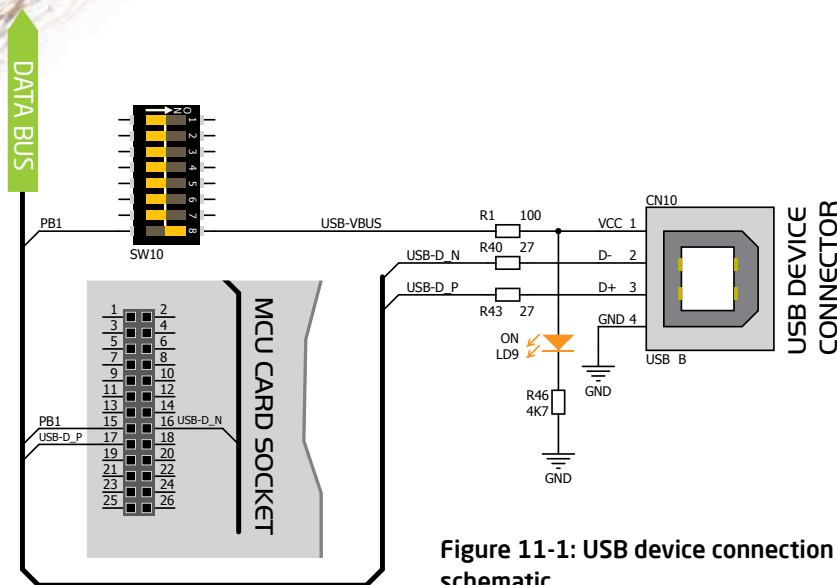 DATA BUS
O
N
1
2
3
4
5
6
7
8
SW10
PB1
USB-VBUS
R1 100
R40 27
USB-D_N
USB-D_P
R43 27
VCC 1
D- 2
D+ 3
GND 4
CN10
USB B
USB DEVICE
CONNECTOR
ON
LD9
R46
4K7
GND
GND
MCU CARD SOCKET
1 2
3 4
5 6
7 8
9 10
11 12
13 14
PB1 15 16 USB-D_N
USB-D_P 17 18
19 20
21 22
23 24
25 26
Figure 11-1: USB device connection
schematic